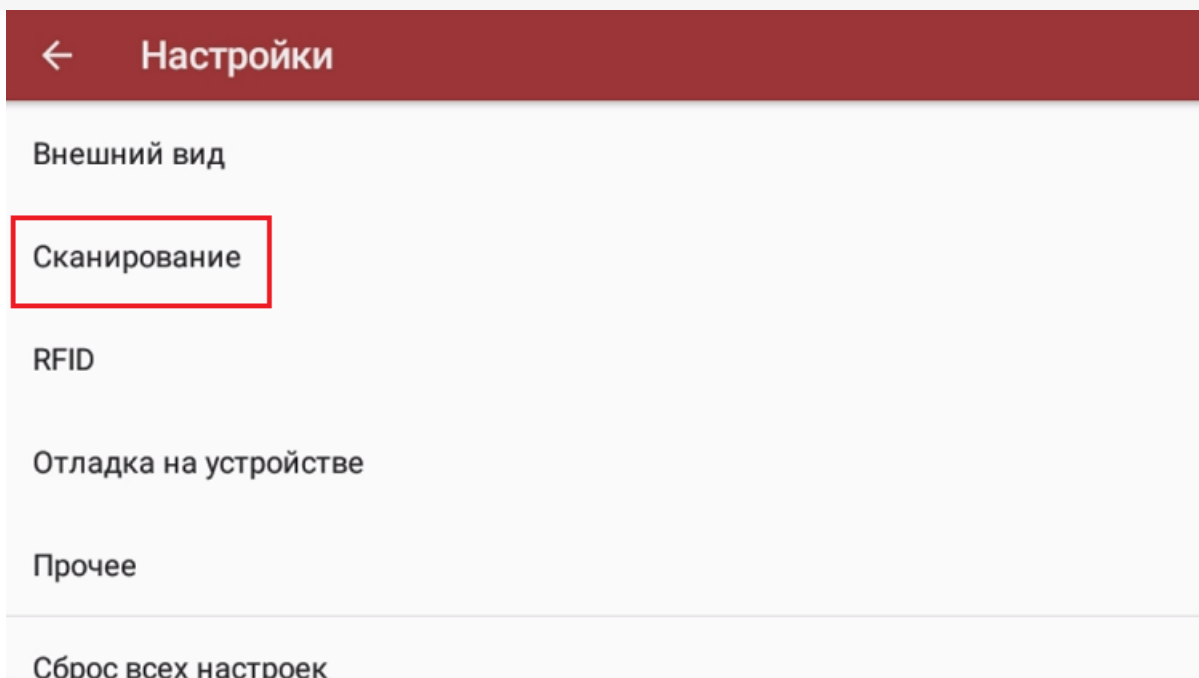 Настройки
Внешний вид
Сканирование
RFID
Отладка на устройстве
Прочее
Сброс всех настроек